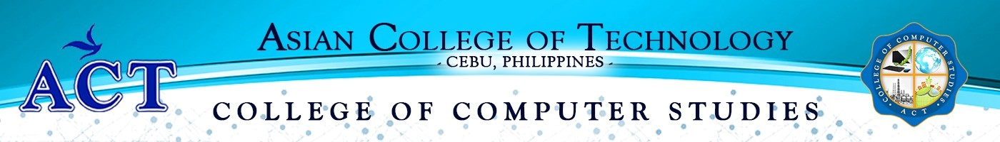 ACT
ASIAN COLLEGE OF TECHNOLOGY
- CEBU, PHILIPPINES -
COLLEGE OF COMPUTER STUDIES
COLLEGE OF COMPUTER STUDIES
• ACT •